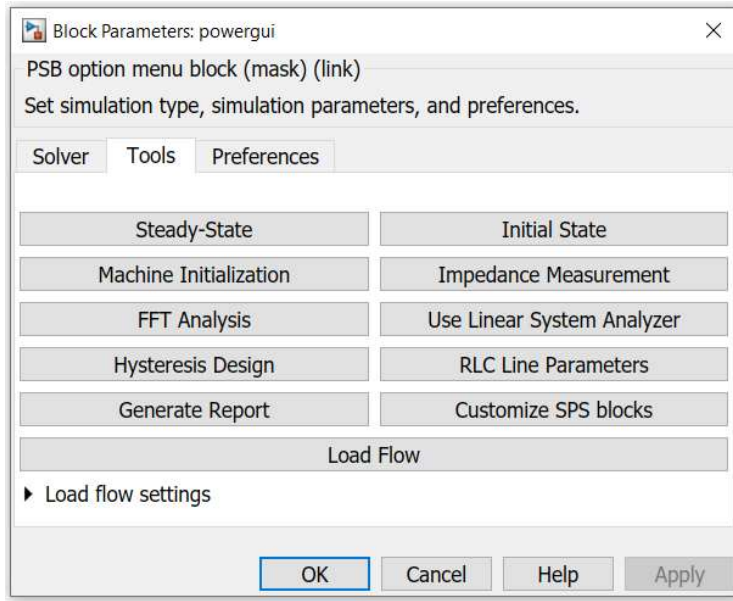 Block Parameters: powergui
PSB option menu block (mask) (link)
Set simulation type, simulation parameters, and preferences.
Solver Tools Preferences
Steady-State Initial State
Machine Initialization Impedance Measurement
FFT Analysis Use Linear System Analyzer
Hysteresis Design RLC Line Parameters
Generate Report Customize SPS blocks
Load Flow
Load flow settings
OK Cancel Help Apply